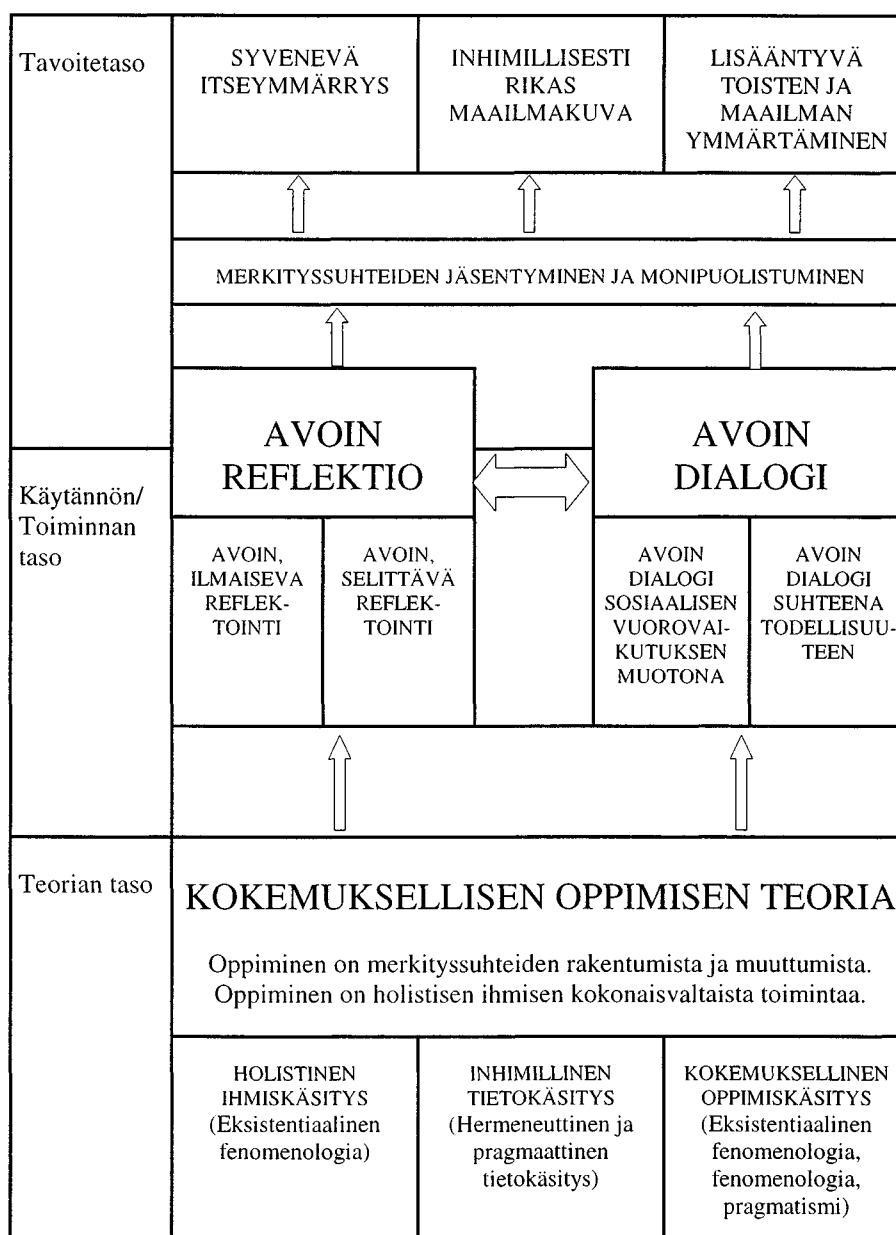 Tavoitetaso
SYVENEVÄ
ITSEYMMÄRRYS
INHIMILLISESTI
RIKAS
MAAILMAKUVA
LISÄÄNTYVÄ
TOISTEN JA
MAAILMAN
YMMÄRTÄMINEN
MERKITYSSUHTEIDEN JÄSENTYMINEN JA MONIPUOLISTUMINEN
AVOIN
REFLEKTIO
AVOIN
DIALOGI
Käytännön/
Toiminnan
taso
AVOIN,
ILMAISEVA
REFLEK-
TOINTI
AVOIN,
SELITTÄVÄ
REFLEK-
TOINTI
AVOIN
DIALOGI
SOSIAALISEN
VUOROVAI-
KUTUKSEN
MUOTONA
AVOIN
DIALOGI
SUHTEENA
TODELLISUU-
TEEN
Teorian taso
KOKEMUKSELLISEN OPPIMISEN TEORIA
Oppiminen on merkityssuhteiden rakentumista ja muuttumista.
Oppiminen on holistisen ihmisen kokonaisvaltaista toimintaa.
HOLISTINEN
IHMISKÄSITYS
(Eksistentiaalinen
fenomenologia)
INHIMILLINEN
TIETOKÄSITYS
(Hermeneuttinen ja
pragmaattinen
tietokäsitys)
KOKEMUKSELLINEN
OPPIMISKÄSITYS
(Eksistentiaalinen
fenomenologia,
fenomenologia,
pragmatismi)